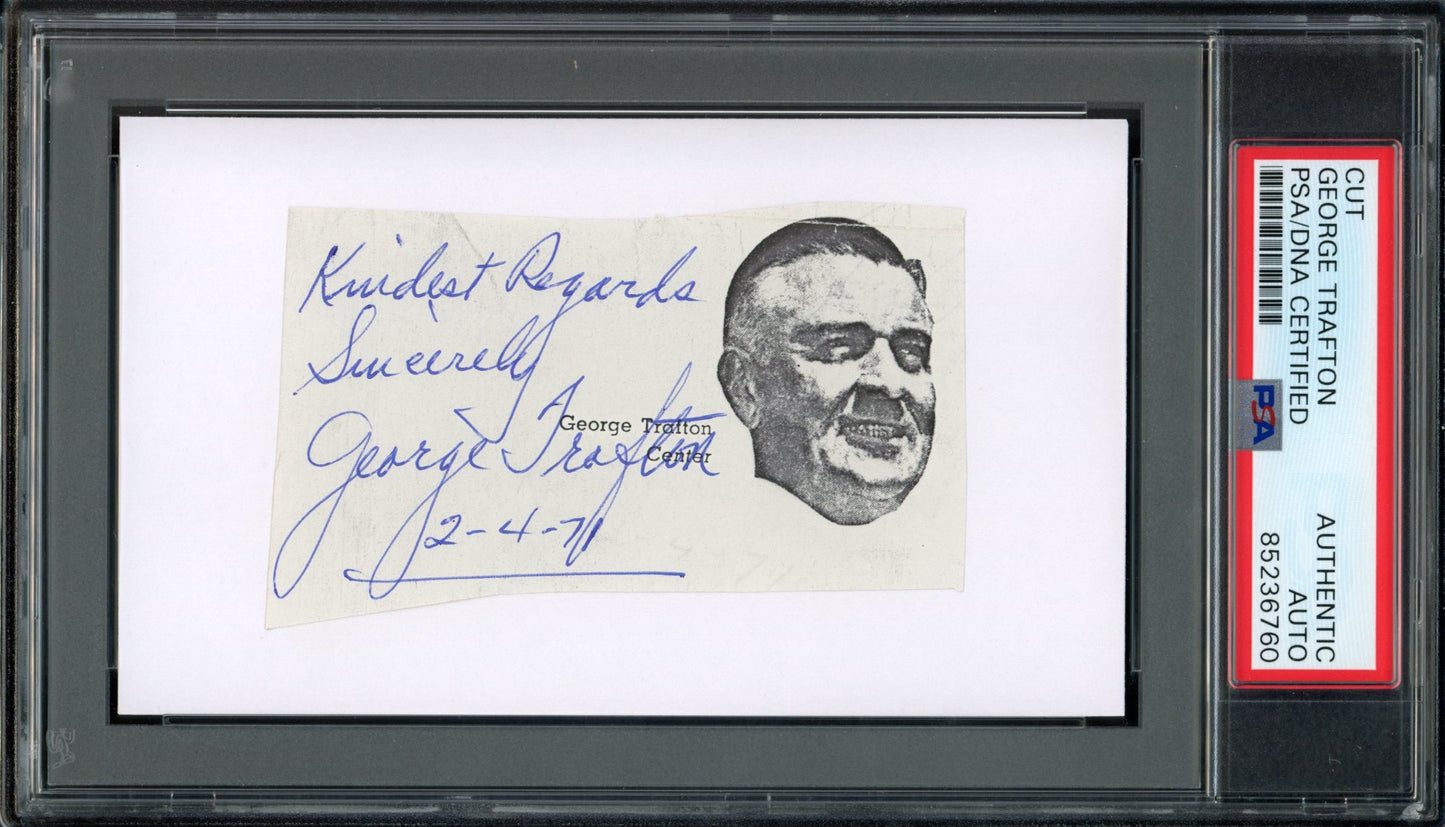 Kindest Regards
Sincerely
George Trafton
Center
George Trafton
2-4-71
CUT
GEORGE TRAFTON
PSA/DNA CERTIFIED
PSA
AUTHENTIC
AUTO
85236760